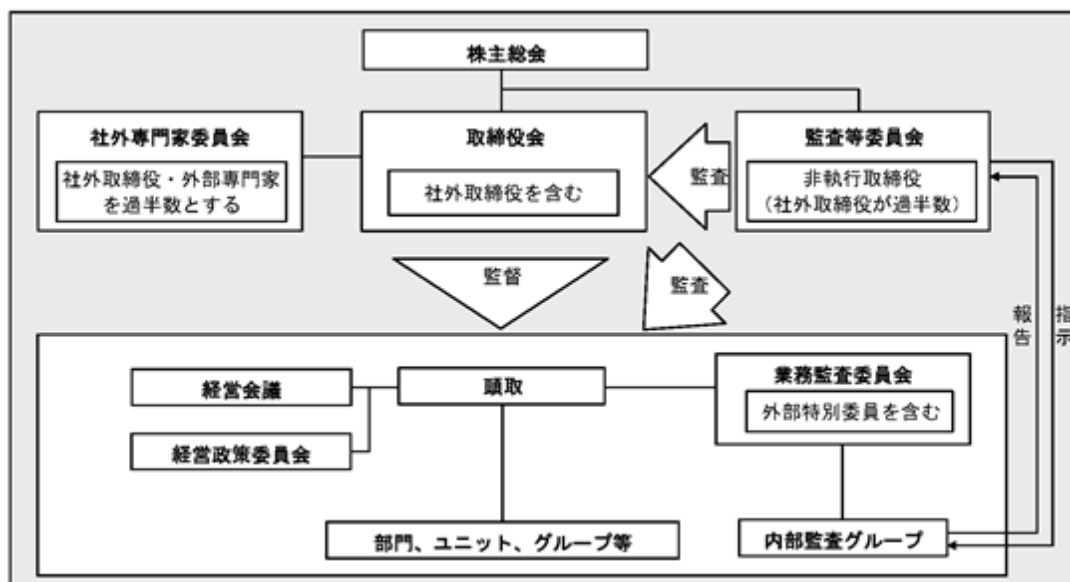 株主総会
社外専門家委員会
社外取締役・外部専門家
を過半数とする
取締役会
社外取締役を含む
監査
監査等委員会
非執行取締役
(社外取締役が過半数)
監督
監査
報告
指示
経営会議
経営政策委員会
頭取
業務監査委員会
外部特別委員を含む
部門、ユニット、グループ等
内部監査グループ